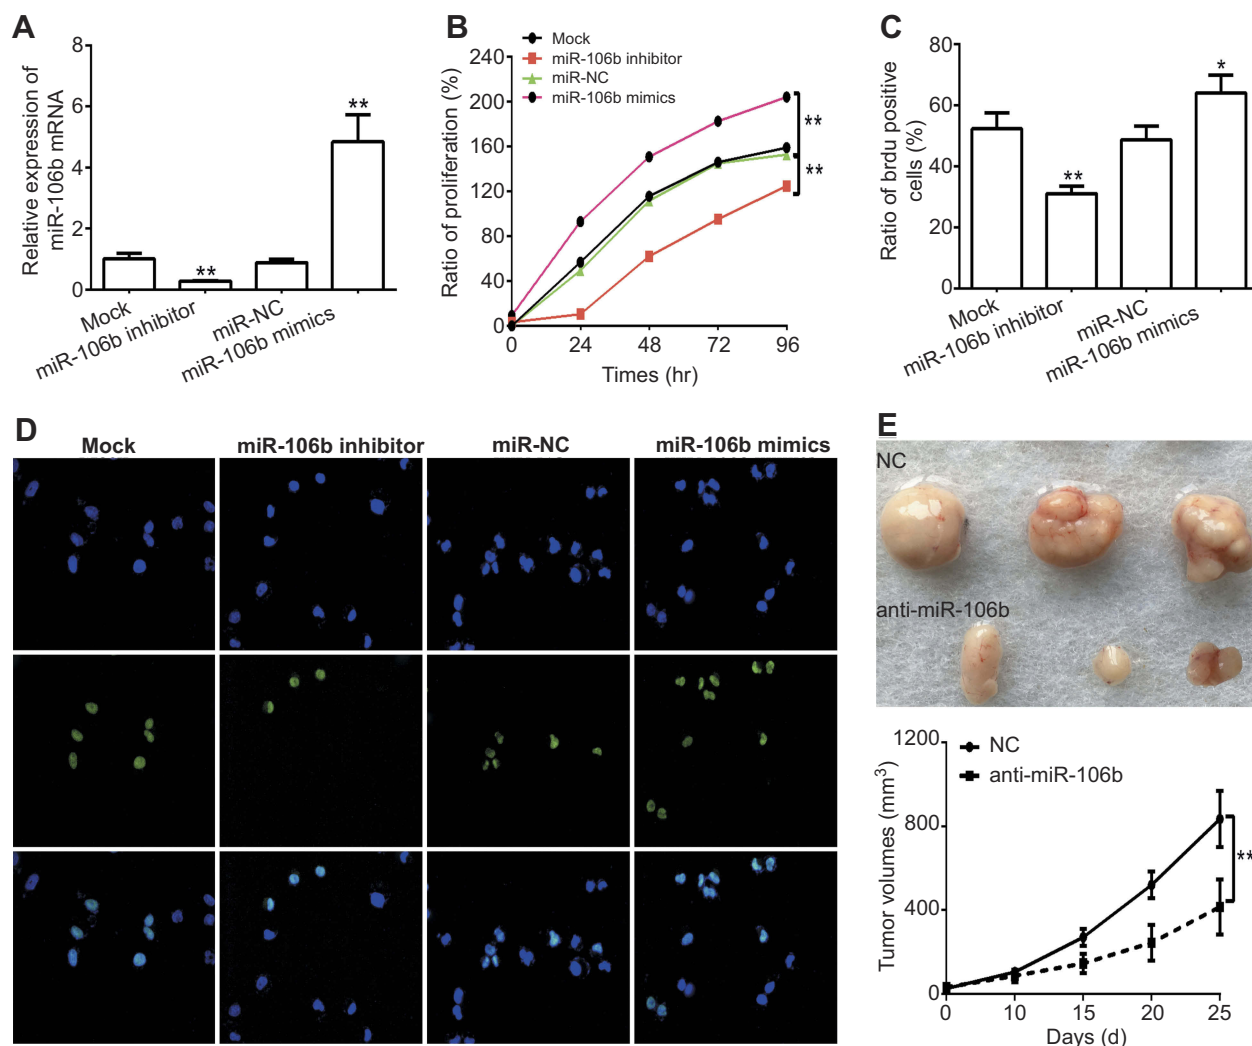 A
Relative expression of
miR-106b mRNA
8
6
4
2
0
**
**
Mock
miR-106b inhibitor
miR-NC
miR-106b mimics
B
Mock
miR-106b inhibitor
miR-NC
miR-106b mimics
Ratio of proliferation (%)
240
200
160
120
80
40
0
**
**
0 24 48 72 96
Times (hr)
C
Ratio of brdu positive
cells (%)
80
60
40
20
0
**
*
Mock
miR-106b inhibitor
miR-NC
miR-106b mimics
D
Mock miR-106b inhibitor miR-NC miR-106b mimics
E
NC
anti-miR-106b
Tumor volumes (mm³)
1200
800
400
0
NC
anti-miR-106b
**
0 10 15 20 25
Days (d)